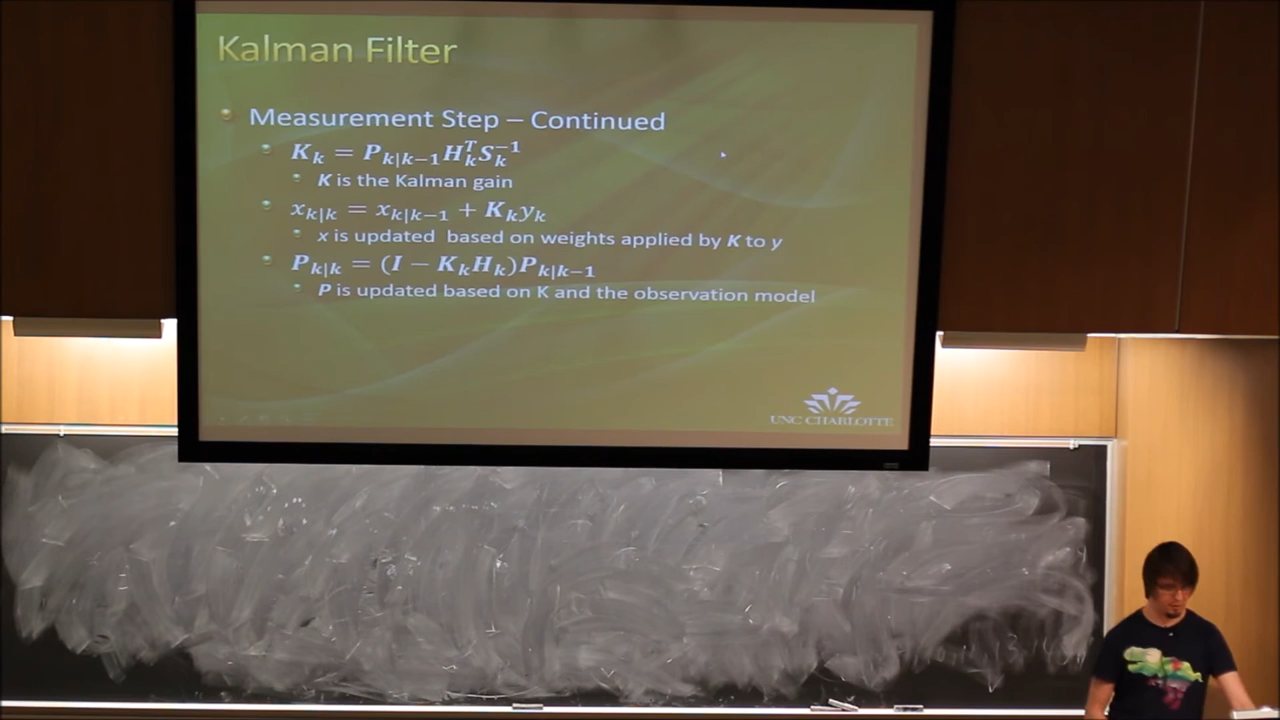 Kalman Filter
Measurement Step – Continued
K_k = P_{k|k−1}H_k^T S_k^{−1}
K is the Kalman gain
x_{k|k} = x_{k|k−1} + K_k y_k
x is updated based on weights applied by K to y
P_{k|k} = (I − K_k H_k)P_{k|k−1}
P is updated based on K and the observation model
UNC CHARLOTTE